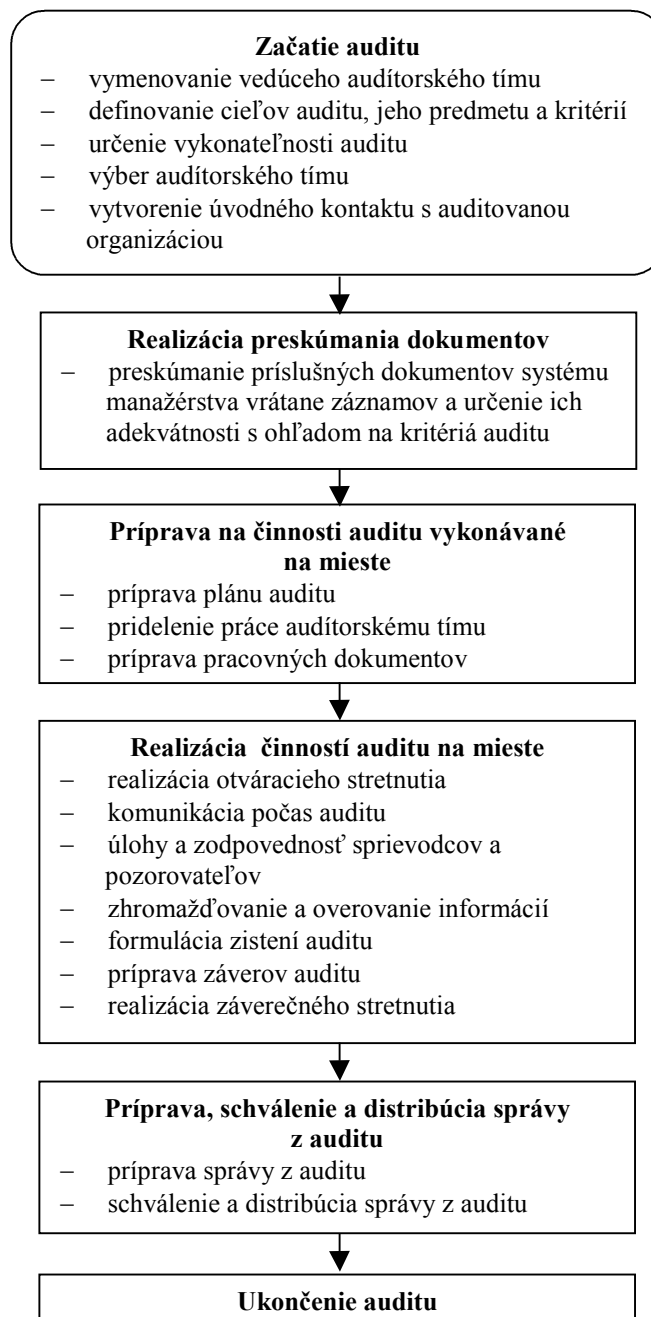 Začatie auditu
– vymenovanie vedúceho audítorského tímu
– definovanie cieľov auditu, jeho predmetu a kritérií
– určenie vykonateľnosti auditu
– výber audítorského tímu
– vytvorenie úvodného kontaktu s auditovanou
organizáciou
Realizácia preskúmania dokumentov
– preskúmanie príslušných dokumentov systému
manažérstva vrátane záznamov a určenie ich
adekvátnosti s ohľadom na kritériá auditu
Príprava na činnosti auditu vykonávané
na mieste
– príprava plánu auditu
– pridelenie práce audítorskému tímu
– príprava pracovných dokumentov
Realizácia činností auditu na mieste
– realizácia otváracieho stretnutia
– komunikácia počas auditu
– úlohy a zodpovednosť sprievodcov a
pozorovateľov
– zhromažďovanie a overovanie informácií
– formulácia zistení auditu
– príprava záverov auditu
– realizácia záverečného stretnutia
Príprava, schválenie a distribúcia správy
z auditu
– príprava správy z auditu
– schválenie a distribúcia správy z auditu
Ukončenie auditu